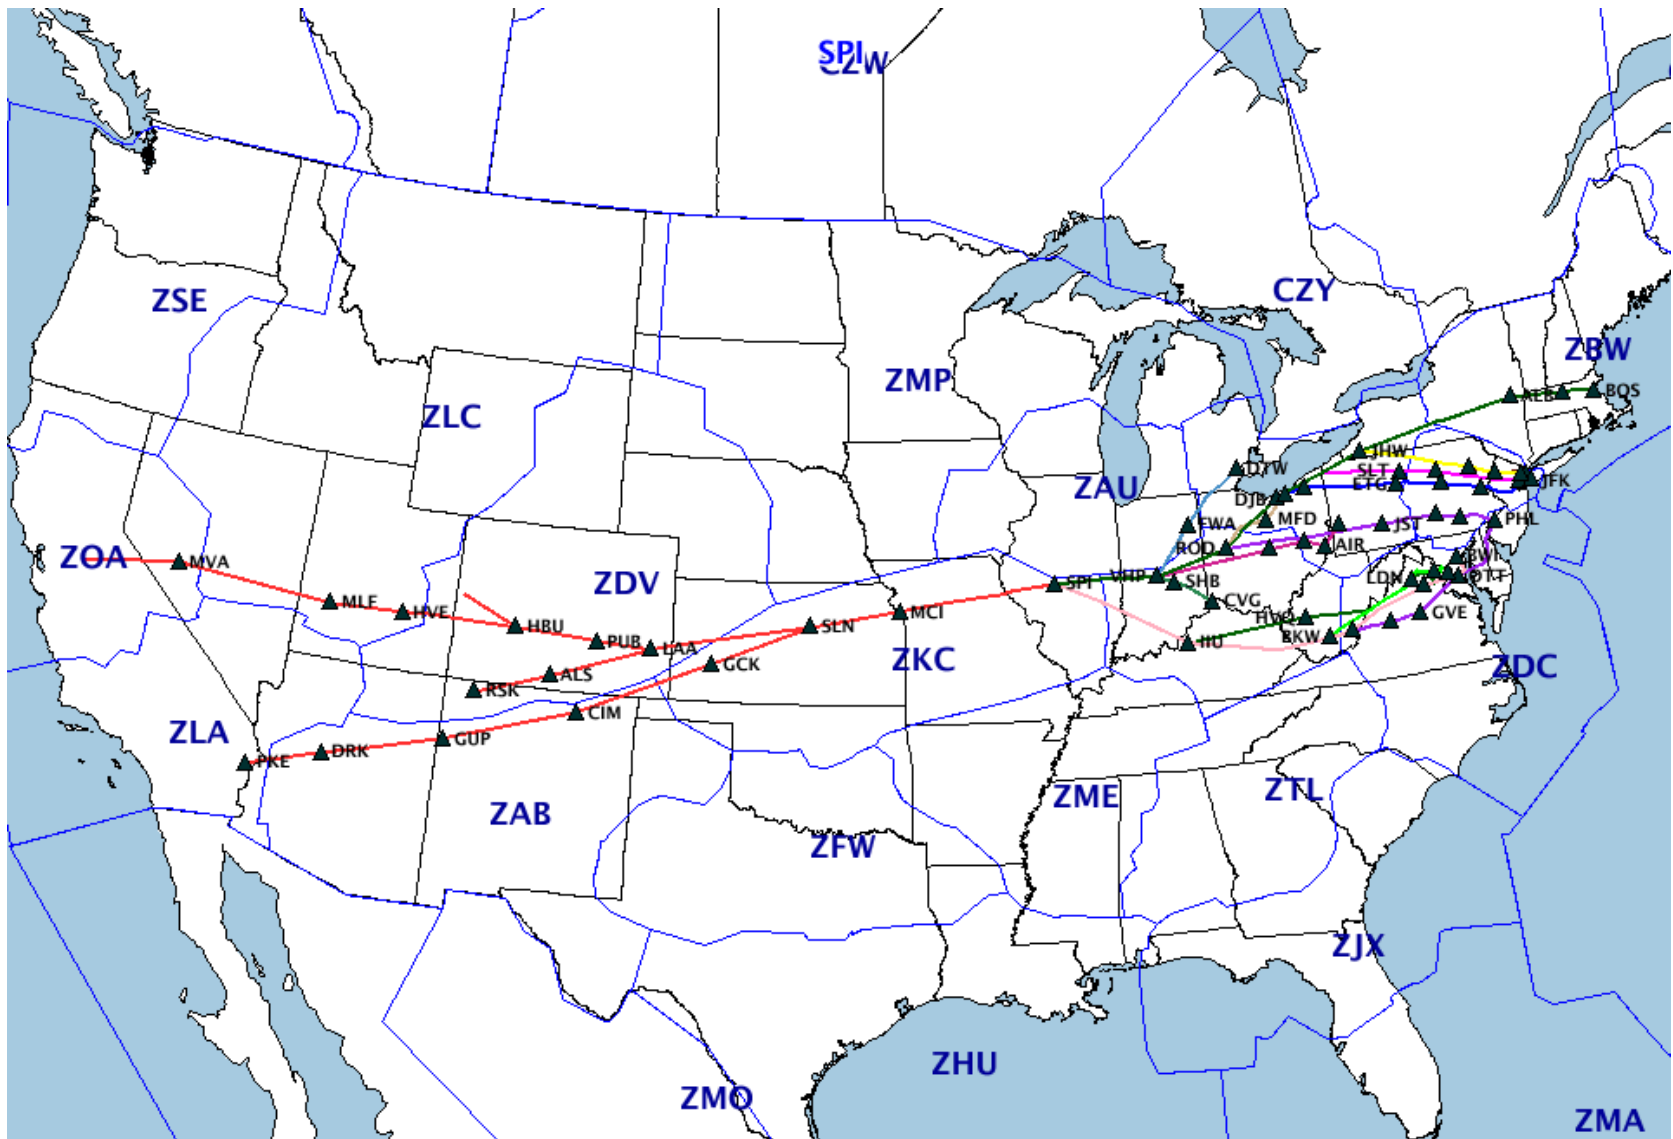 SPI
CZW
CZY
ZSE
ZBW
ZMP
ALB
BOS
ZLC
JHW
DTW
SLT
ETG
JFK
ZAU
DJB
FWA
MFD
JST
PHL
ROD
AIR
ZOA
MVA
BWI
ZDV
SPI
VHP
SHB
LDN
OTT
MLF
HVE
CVG
HBU
MCI
SLN
HVQ
GVE
PUB
LAA
BKW
IIU
ZKC
GCK
ZDC
ALS
RSK
CIM
ZLA
GUP
DRK
PKE
ZME
ZTL
ZAB
ZFW
ZJX
ZHU
ZMO
ZMA